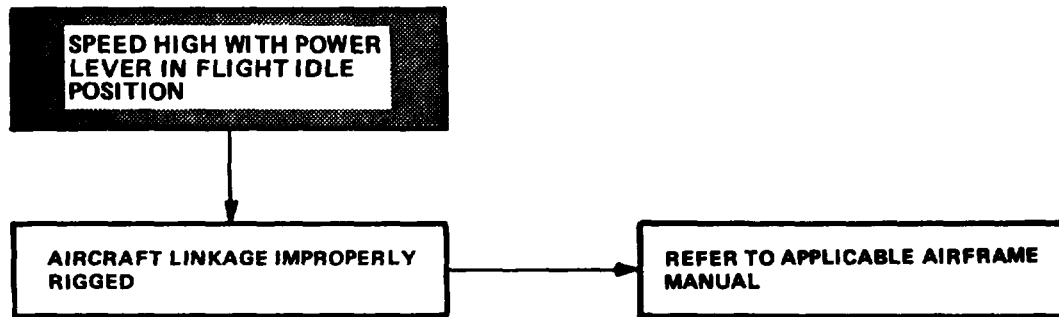 SPEED HIGH WITH POWER
LEVER IN FLIGHT IDLE
POSITION
AIRCRAFT LINKAGE IMPROPERLY
RIGGED
REFER TO APPLICABLE AIRFRAME
MANUAL